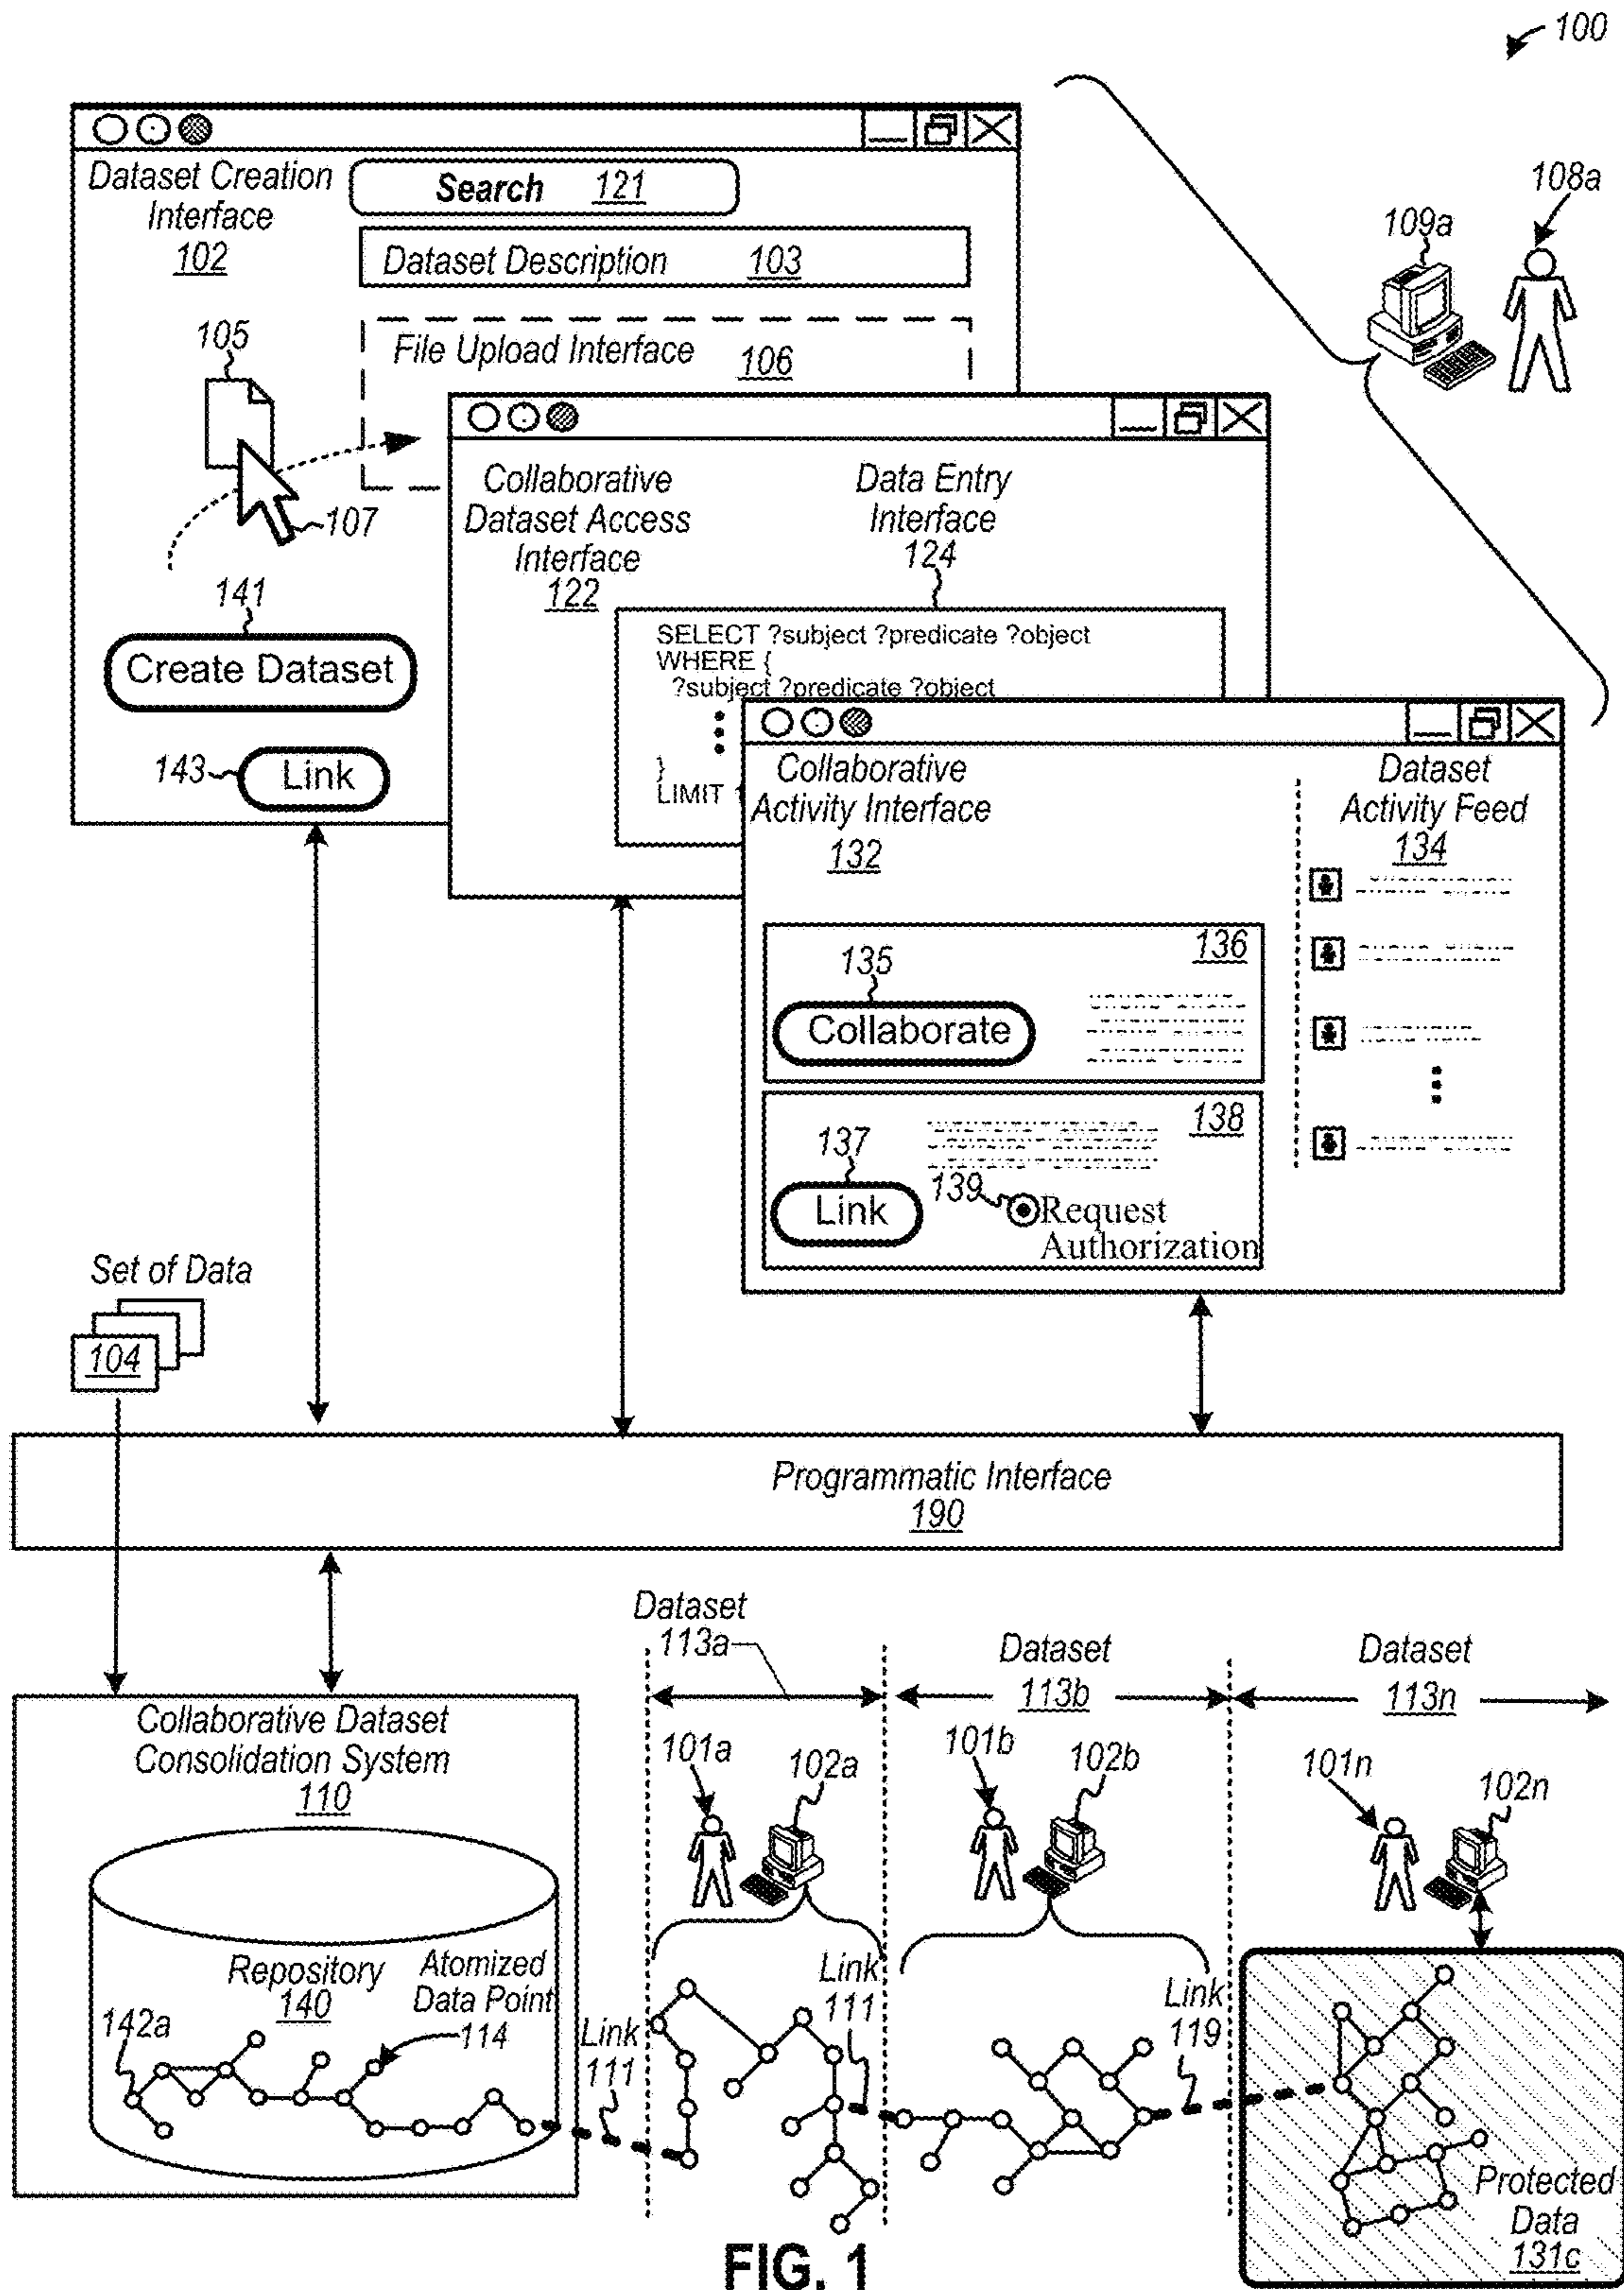 100
Dataset Creation
Interface
102
Search 121
Dataset Description 103
File Upload Interface 106
105
107
141
Create Dataset
143
Link
109a
108a
Collaborative
Dataset Access
Interface
122
Data Entry
Interface
124
SELECT ?subject ?predicate ?object
WHERE {
?subject ?predicate ?object
}
LIMIT
Collaborative
Activity Interface
132
Dataset
Activity Feed
134
136
135
Collaborate
138
137
Link
139
Request
Authorization
Set of Data
104
Programmatic Interface
190
Collaborative Dataset
Consolidation System
110
Repository
140
Atomized
Data Point
114
142a
Link
111
Dataset
113a
101a
102a
Link
111
Dataset
113b
101b
102b
Link
119
Dataset
113n
101n
102n
Protected
Data
131c
FIG. 1